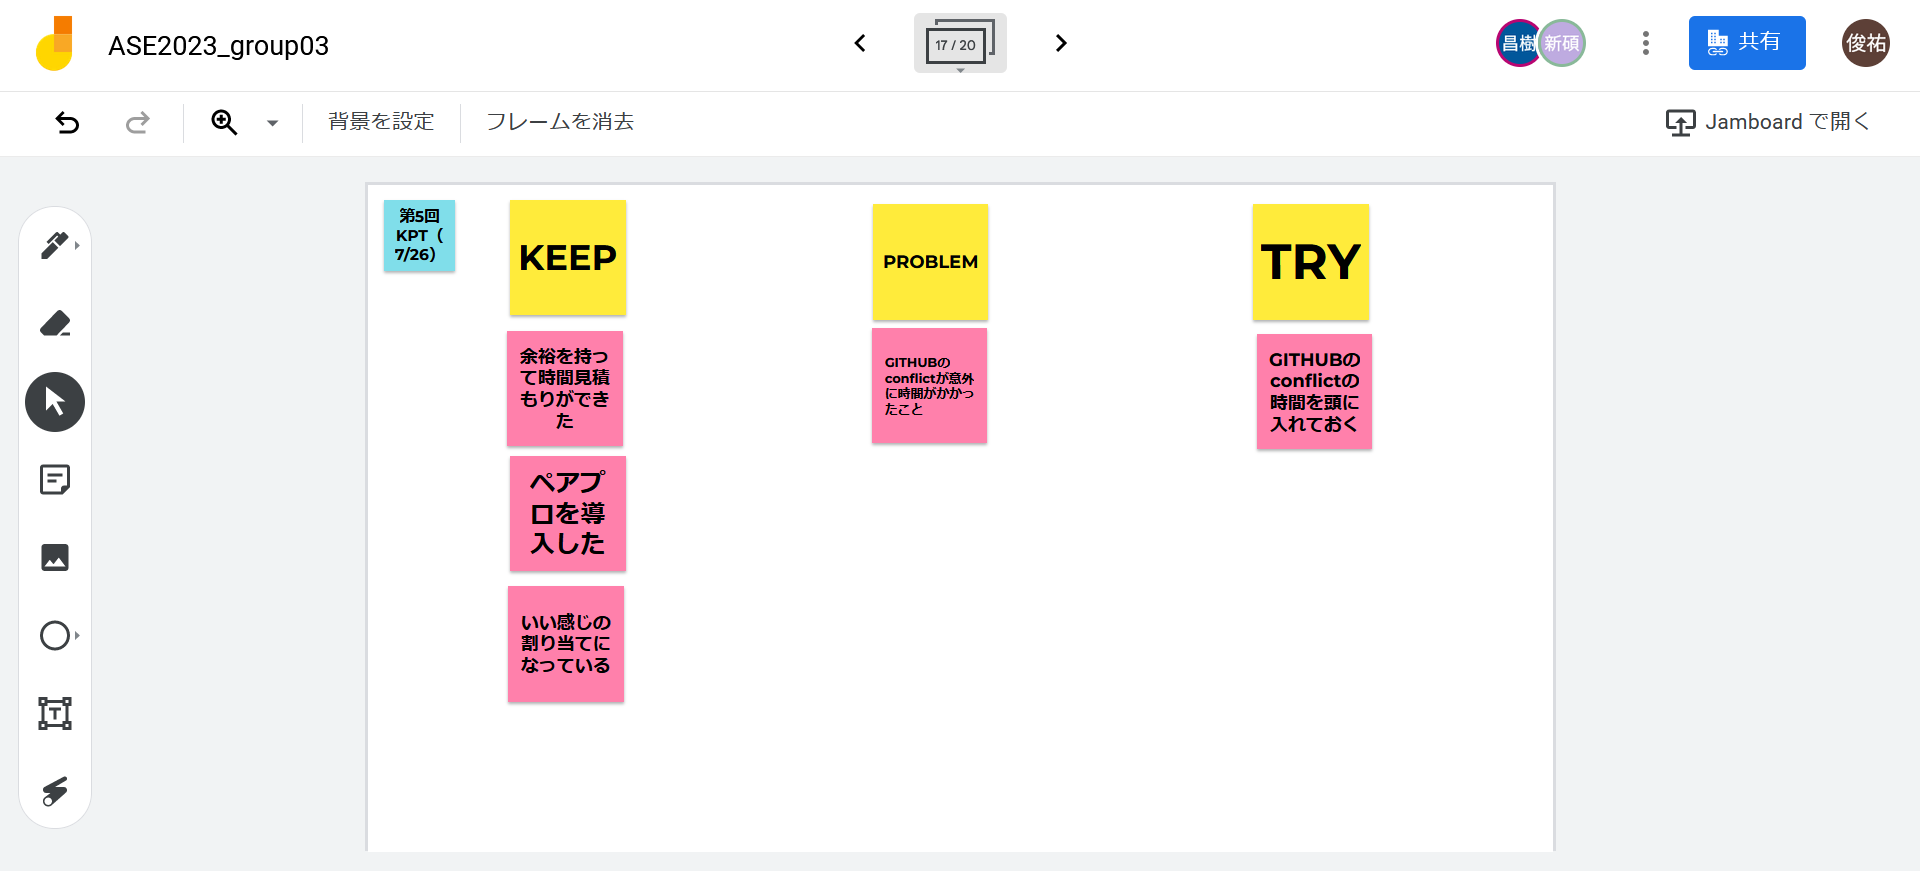 ASE2023_group03
17 / 20
昌樹
新碩
共有
俊祐
背景を設定
フレームを消去
Jamboard で開く
第5回
KPT（
7/26）
KEEP
PROBLEM
TRY
余裕を持っ
て時間見積
もりができ
た
GITHUBの
conflictが意外
に時間がかかっ
たこと
GITHUBの
conflictの
時間を頭に
入れておく
ペアプ
ロを導
入した
いい感じの
割り当てに
なっている